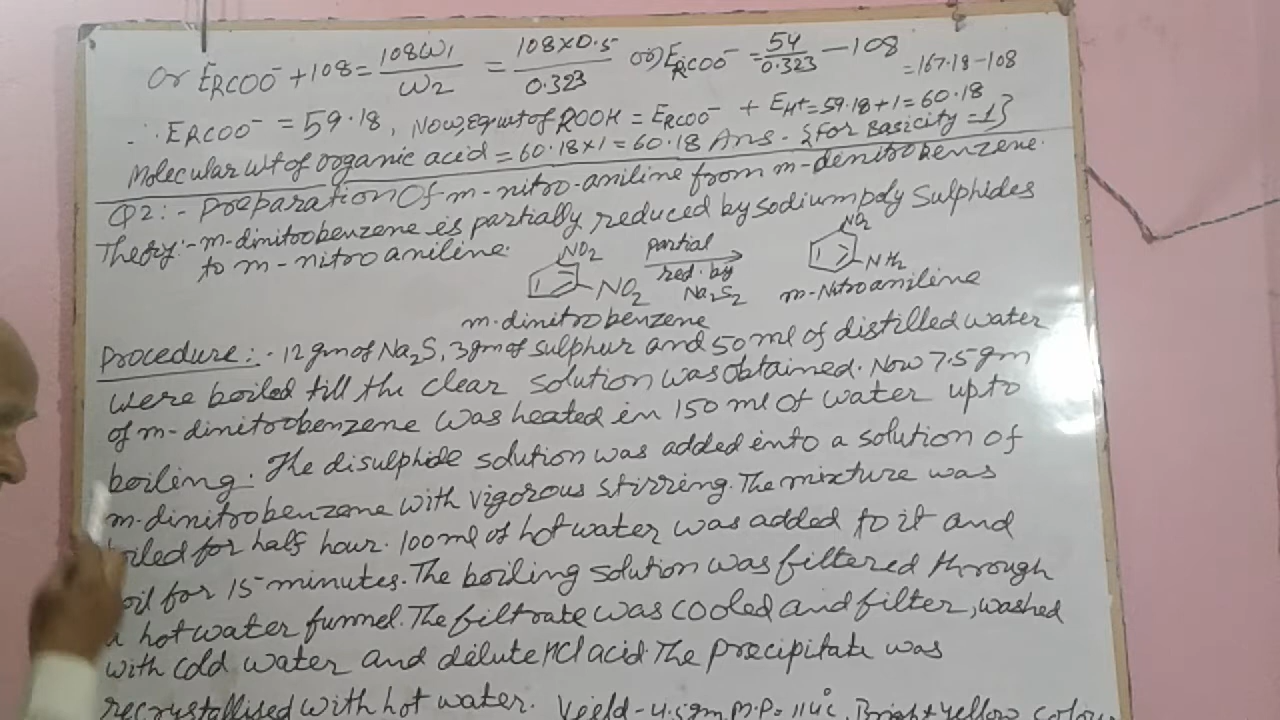 Or ERCOO⁻ + 108 = 108W1/W2 = 108×0.5/0.323 or) ERCOO⁻ = 54/0.323 − 108 = 167.18 − 108
∴ ERCOO⁻ = 59.18, Now, Eq wt of ROOH = ERCOO⁻ + EH+ = 59.18 + 1 = 60.18
Molecular wt of organic acid = 60.18 × 1 = 60.18 Ans. {For Basicity = 1}
Q2:- Preparation Of m-nitro-aniline from m-denitrobenzene.
Theory:- m-dinitrobenzene is partially reduced by sodium poly sulphides
to m-nitroaniline.
NO2 NO2 partial red. by Na2S2 NO2 NH2
m-dinitrobenzene m-Nitroaniline
Procedure:- 12 gm of Na2S, 3 gm of sulphur and 50 ml of distilled water
were boiled till the clear solution was obtained. Now 7.5 gm
of m-dinitrobenzene was heated in 150 ml of water up to
boiling. The disulphide solution was added into a solution of
m-dinitrobenzene with vigorous stirring. The mixture was
for half hour. 100 ml of hot water was added to it and
for 15 minutes. The boiling solution was filtered through
a hot water funnel. The filtrate was cooled and filter, washed
with cold water and dilute HCl acid. The precipitate was
recrystallised with hot water. Yield - 4.5 gm M.P. = 114°C, Bright yellow